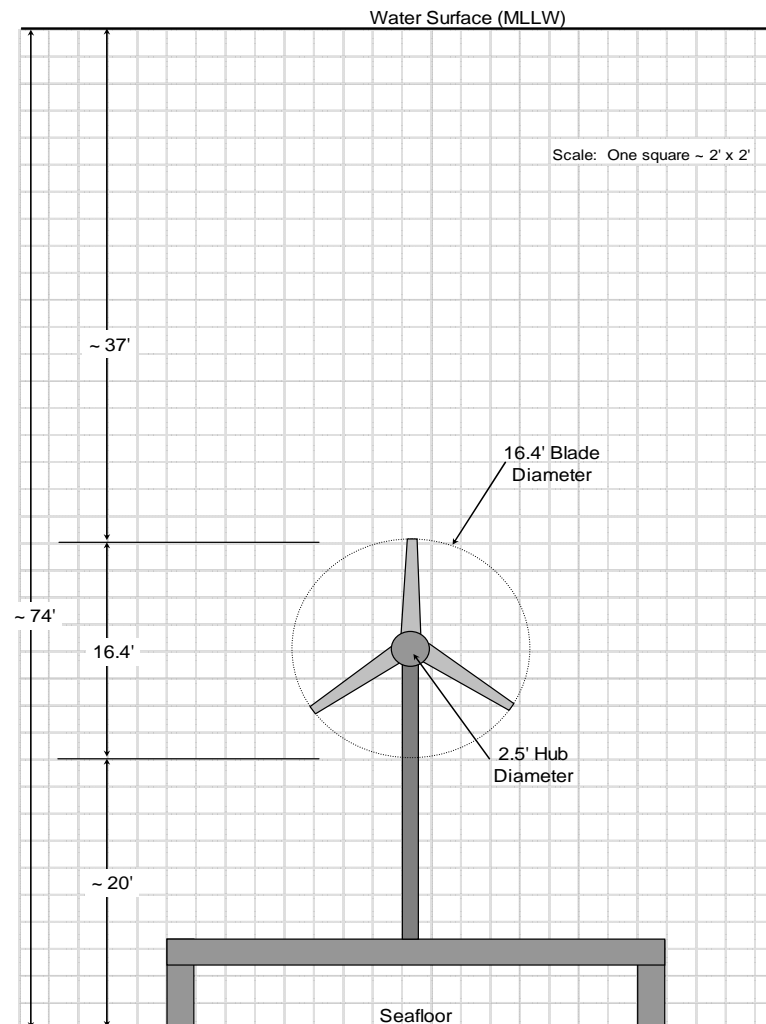 Water Surface (MLLW)
Scale: One square ~ 2' x 2'
~ 37'
16.4' Blade
Diameter
~ 74'
16.4'
2.5' Hub
Diameter
~ 20'
Seafloor